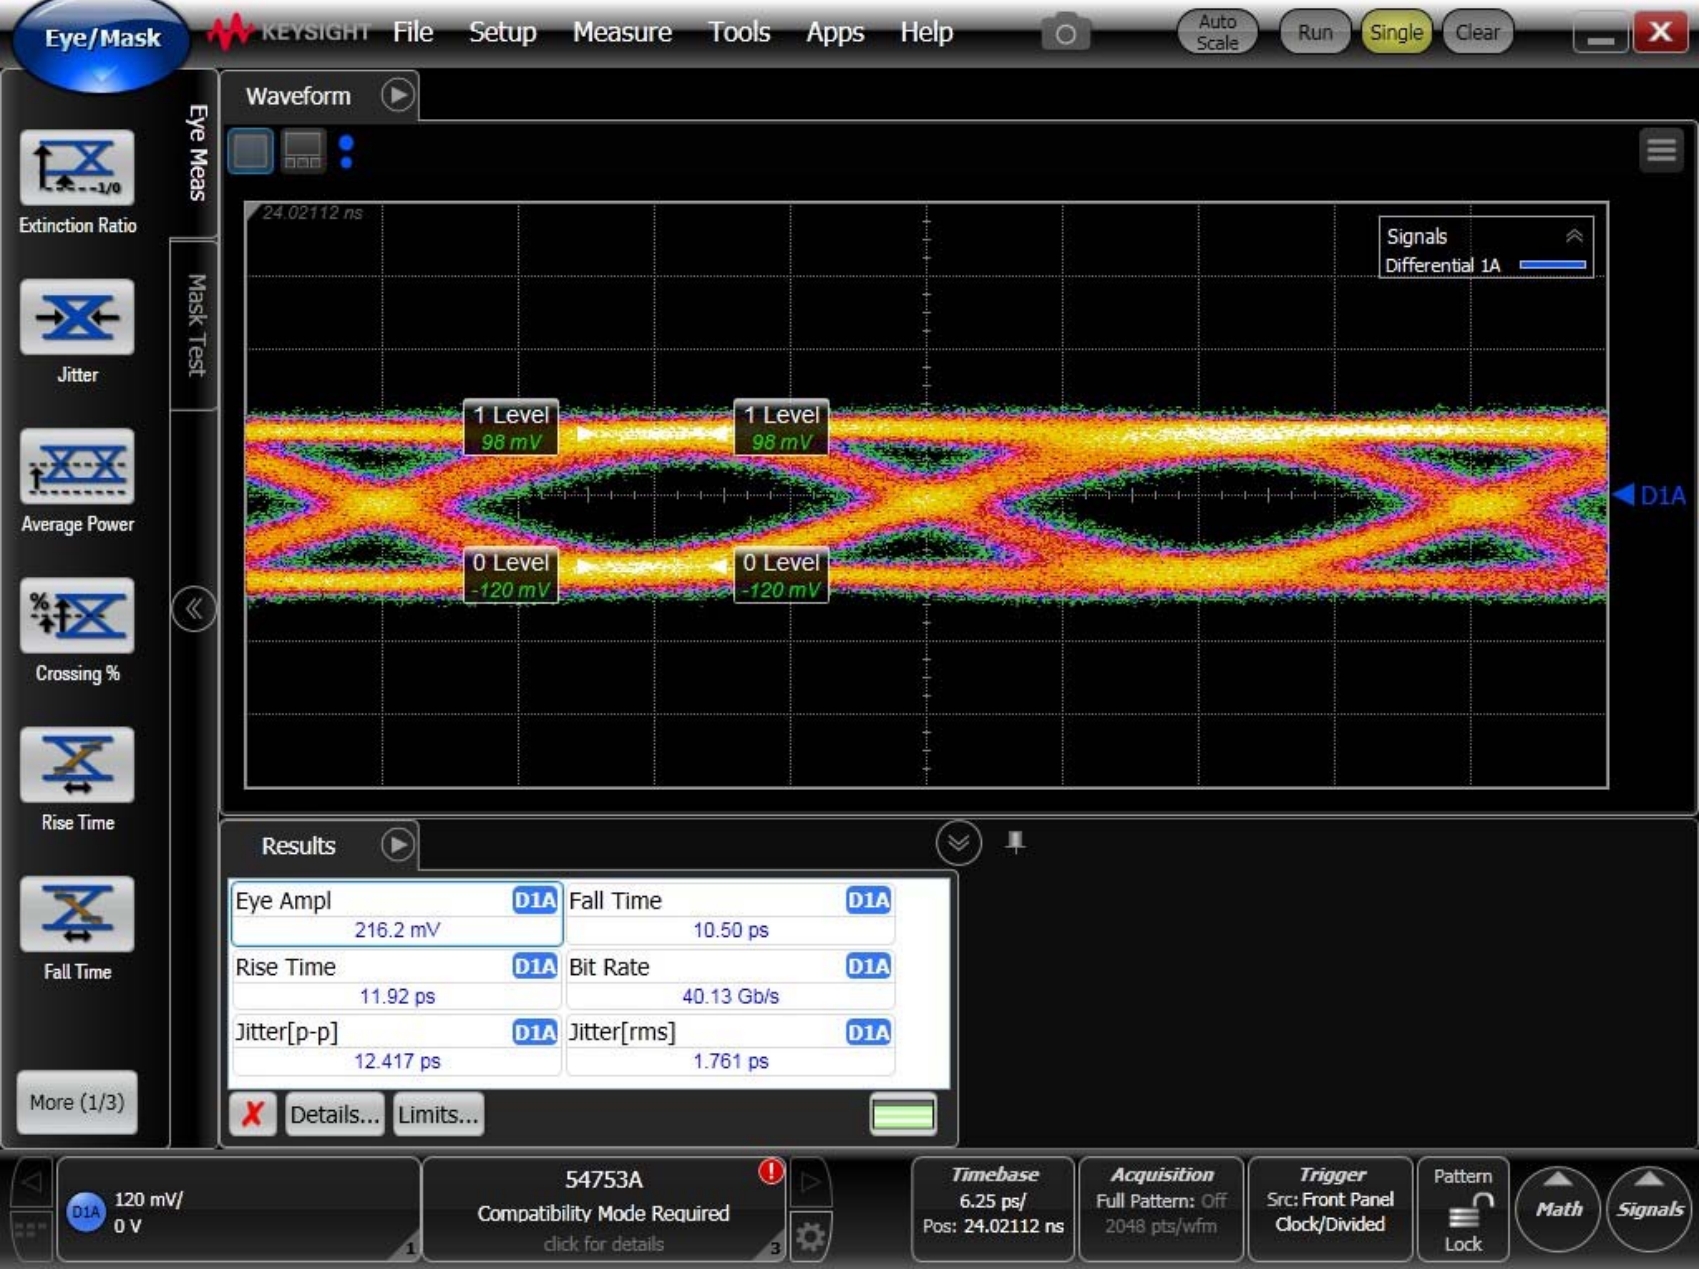 Eye/Mask
KEYSIGHT File Setup Measure Tools Apps Help
Auto Scale
Run
Single
Clear
X
Eye Meas
Mask Test
1/0
Extinction Ratio
Jitter
Average Power
%
Crossing %
Rise Time
Fall Time
More (1/3)
Waveform
24.02112 ns
Signals
Differential 1A
1 Level
98 mV
1 Level
98 mV
0 Level
-120 mV
0 Level
-120 mV
D1A
Results
Eye Ampl D1A
216.2 mV
Fall Time D1A
10.50 ps
Rise Time D1A
11.92 ps
Bit Rate D1A
40.13 Gb/s
Jitter[p-p] D1A
12.417 ps
Jitter[rms] D1A
1.761 ps
Details...
Limits...
D1A
120 mV/
0 V
1
54753A
Compatibility Mode Required
click for details
3
Timebase
6.25 ps/
Pos: 24.02112 ns
Acquisition
Full Pattern: Off
2048 pts/wfm
Trigger
Src: Front Panel
Clock/Divided
Pattern
Lock
Math
Signals